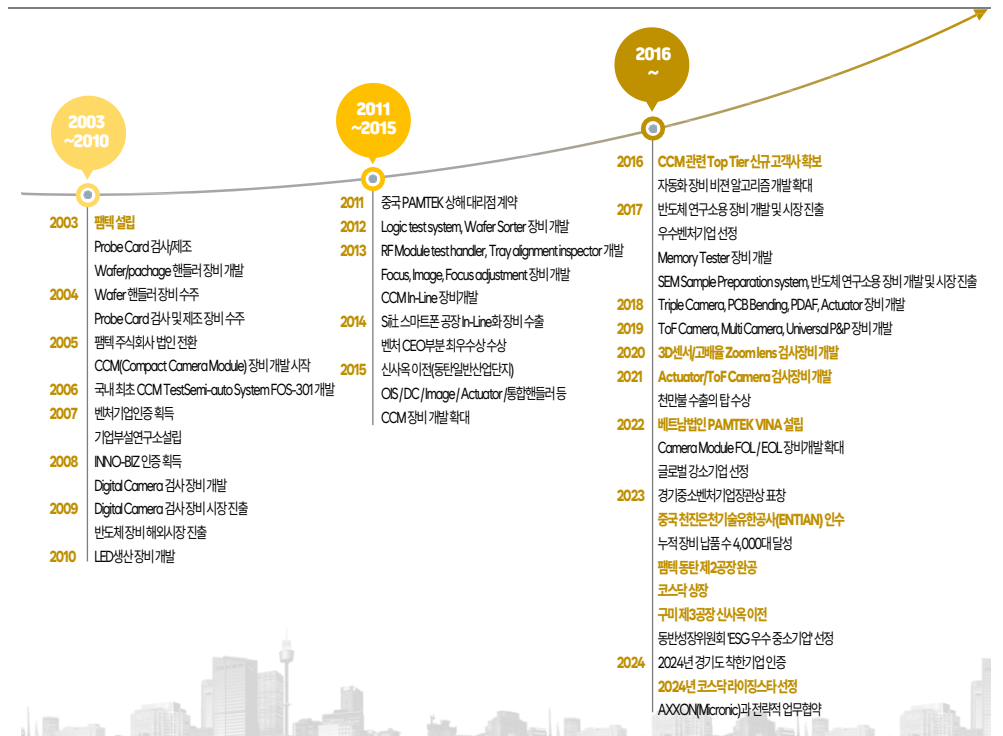 2003
~2010
2003 팸텍 설립
Probe Card 검사/제조
Wafer/pachage 핸들러 장비 개발
2004 Wafer 핸들러 장비 수주
Probe Card 검사 및 제조 장비 수주
2005 팸텍 주식회사 법인 전환
CCM(Compact Camera Module) 장비 개발 시작
2006 국내 최초 CCM TestSemi-auto System FOS-301 개발
2007 벤처기업인증 획득
기업부설연구소설립
2008 INNO-BIZ 인증 획득
Digital Camera 검사 장비 개발
2009 Digital Camera 검사 장비 시장 진출
반도체 장비 해외시장 진출
2010 LED생산 장비 개발
2011
~2015
2011 중국 PAMTEK 상해 대리점 계약
2012 Logic test system, Wafer Sorter 장비 개발
2013 RF Module test handler, Tray alignment inspector 개발
Focus, Image, Focus adjustment 장비 개발
CCM In-Line 장비개발
2014 S社 스마트폰 공장 In-Line화 장비 수출
벤처 CEO부분 최우수상 수상
2015 신사옥 이전(동탄일반산업단지)
OIS / DC / Image / Actuator /통합핸들러 등
CCM 장비 개발 확대
2016
~
2016 CCM 관련 Top Tier 신규 고객사 확보
자동화 장비 비젼 알고리즘 개발 확대
2017 반도체 연구소용 장비 개발 및 시장 진출
우수벤처기업 선정
Memory Tester 장비 개발
SEM Sample Preparation system, 반도체 연구소용 장비 개발 및 시장 진출
2018 Triple Camera, PCB Bending, PDAF, Actuator 장비 개발
2019 ToF Camera, Multi Camera, Universal P&P 장비 개발
2020 3D센서/고배율 Zoom lens 검사장비 개발
2021 Actuator/ToF Camera 검사장비 개발
천만불 수출의 탑 수상
2022 베트남법인 PAMTEK VINA 설립
Camera Module FOL / EOL 장비개발 확대
글로벌 강소기업 선정
2023 경기중소벤처기업장관상 표창
중국 천진은천기술유한공사(ENTIAN) 인수
누적 장비 납품 수 4,000대 달성
팸텍 동탄 제2공장 완공
코스닥 상장
구미 제3공장 신사옥 이전
동반성장위원회 'ESG 우수 중소기업' 선정
2024 2024년 경기도 착한기업 인증
2024년 코스닥 라이징스타 선정
AXXON(Micronic)과 전략적 업무협약